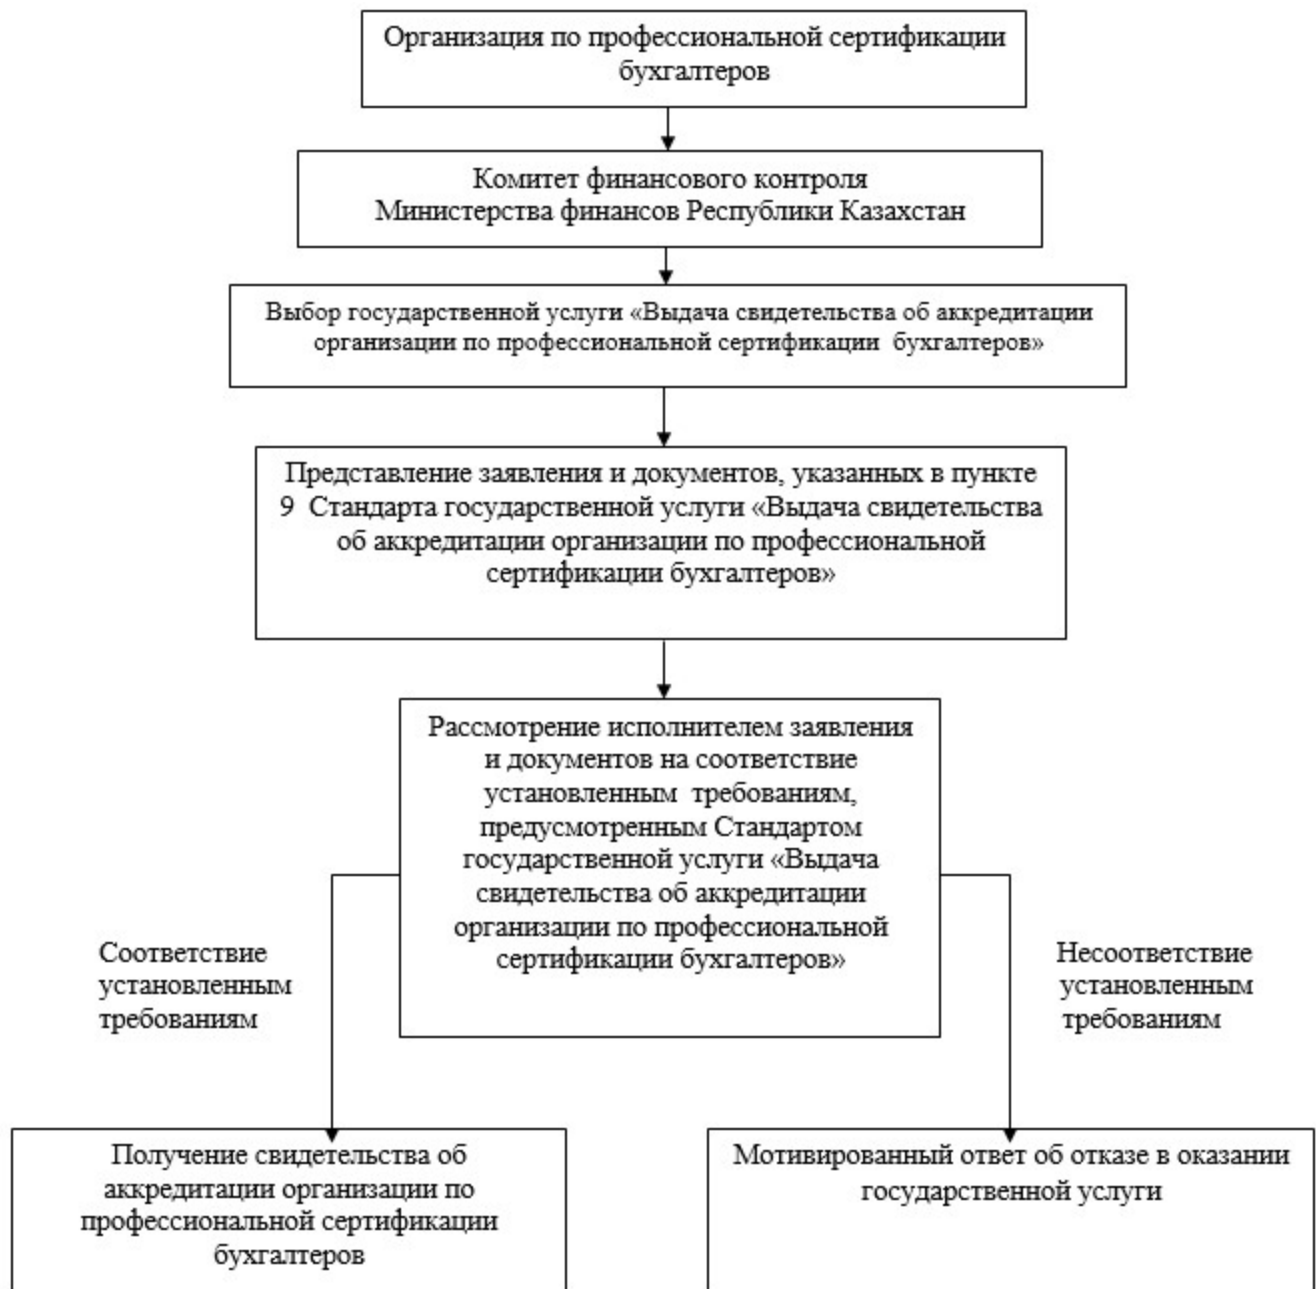 Организация по профессиональной сертификации
бухгалтеров
Комитет финансового контроля
Министерства финансов Республики Казахстан
Выбор государственной услуги «Выдача свидетельства об аккредитации
организации по профессиональной сертификации бухгалтеров»
Представление заявления и документов, указанных в пункте
9 Стандарта государственной услуги «Выдача свидетельства
об аккредитации организации по профессиональной
сертификации бухгалтеров»
Рассмотрение исполнителем заявления
и документов на соответствие
установленным требованиям,
предусмотренным Стандартом
государственной услуги «Выдача
свидетельства об аккредитации
организации по профессиональной
сертификации бухгалтеров»
Соответствие
установленным
требованиям
Несоответствие
установленным
требованиям
Получение свидетельства об
аккредитации организации по
профессиональной сертификации
бухгалтеров
Мотивированный ответ об отказе в оказании
государственной услуги